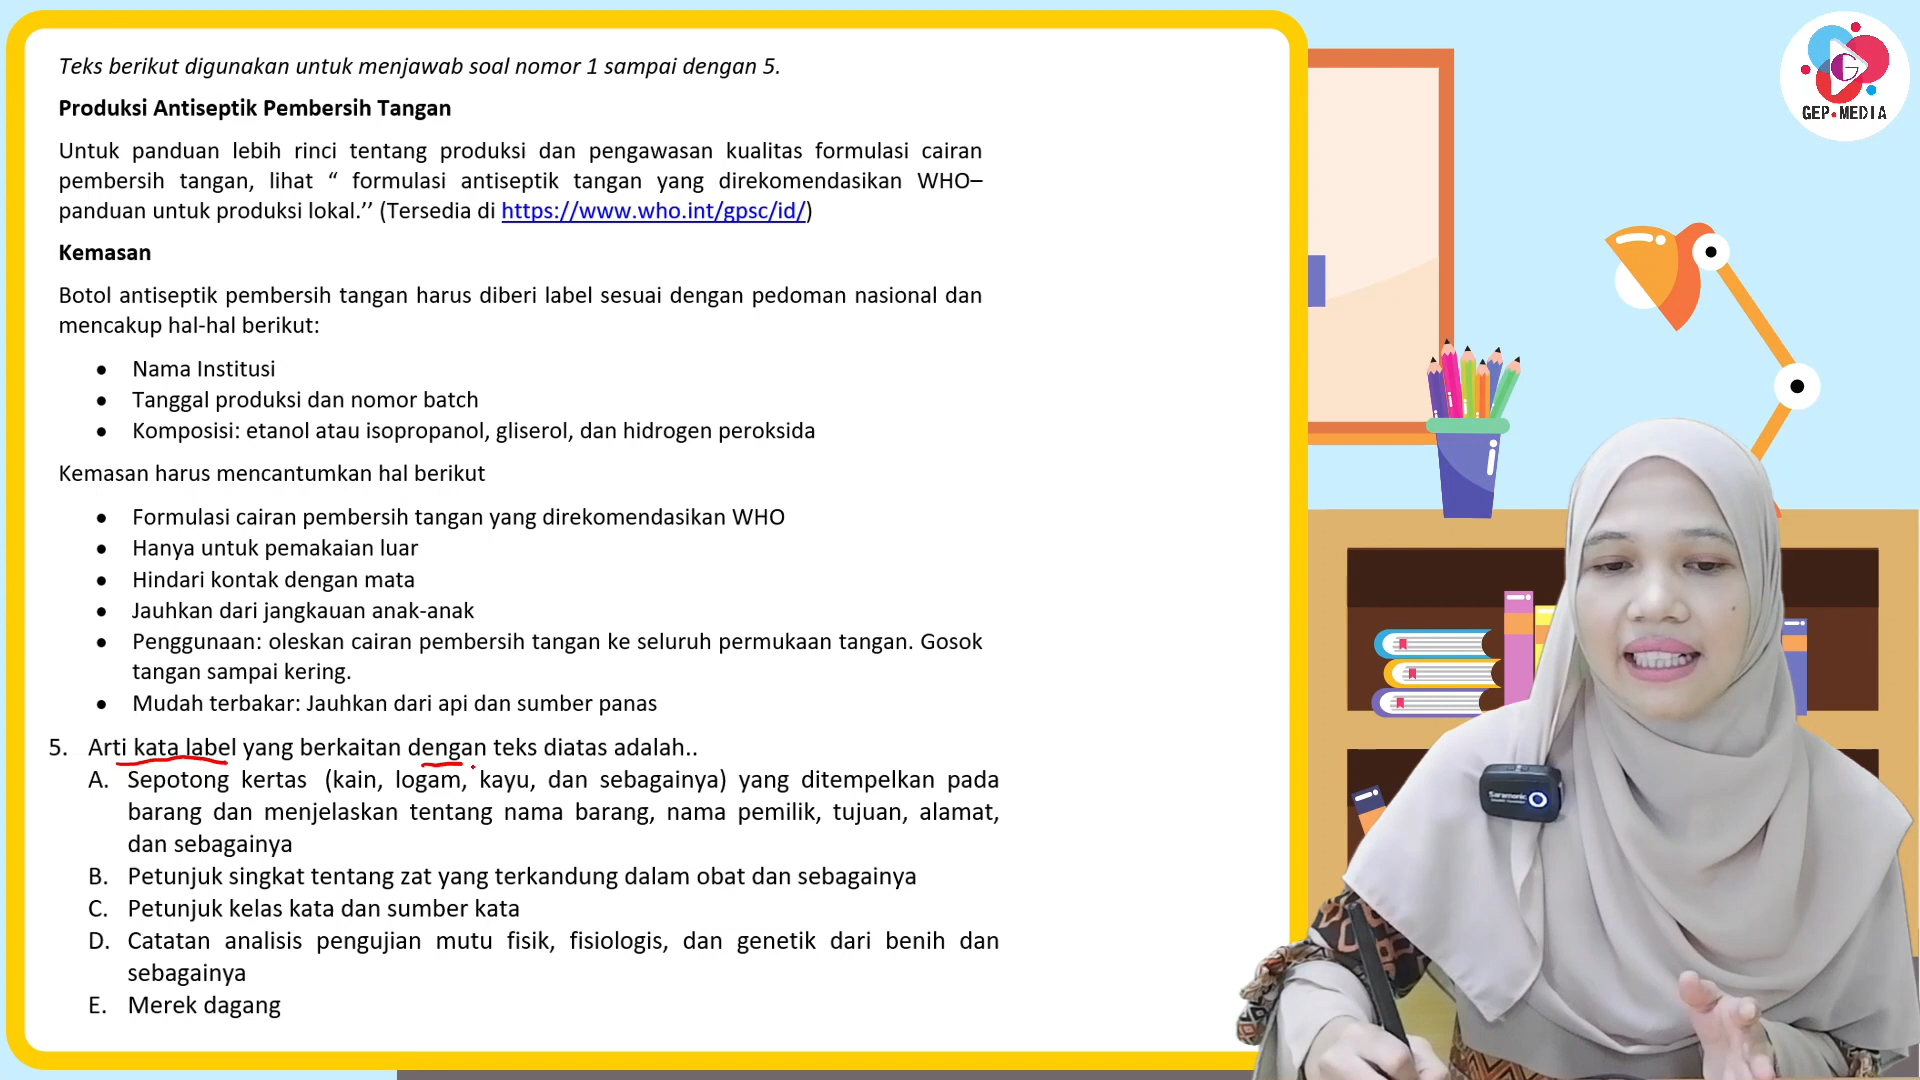 Teks berikut digunakan untuk menjawab soal nomor 1 sampai dengan 5.
Produksi Antiseptik Pembersih Tangan
Untuk panduan lebih rinci tentang produksi dan pengawasan kualitas formulasi cairan
pembersih tangan, lihat “ formulasi antiseptik tangan yang direkomendasikan WHO–
panduan untuk produksi lokal.’’ (Tersedia di https://www.who.int/gpsc/id/)
Kemasan
Botol antiseptik pembersih tangan harus diberi label sesuai dengan pedoman nasional dan
mencakup hal-hal berikut:
• Nama Institusi
• Tanggal produksi dan nomor batch
• Komposisi: etanol atau isopropanol, gliserol, dan hidrogen peroksida
Kemasan harus mencantumkan hal berikut
• Formulasi cairan pembersih tangan yang direkomendasikan WHO
• Hanya untuk pemakaian luar
• Hindari kontak dengan mata
• Jauhkan dari jangkauan anak-anak
• Penggunaan: oleskan cairan pembersih tangan ke seluruh permukaan tangan. Gosok
tangan sampai kering.
• Mudah terbakar: Jauhkan dari api dan sumber panas
5. Arti kata label yang berkaitan dengan teks diatas adalah..
A. Sepotong kertas (kain, logam, kayu, dan sebagainya) yang ditempelkan pada
barang dan menjelaskan tentang nama barang, nama pemilik, tujuan, alamat,
dan sebagainya
B. Petunjuk singkat tentang zat yang terkandung dalam obat dan sebagainya
C. Petunjuk kelas kata dan sumber kata
D. Catatan analisis pengujian mutu fisik, fisiologis, dan genetik dari benih dan
sebagainya
E. Merek dagang
G
GEP•MEDIA
Saramonic